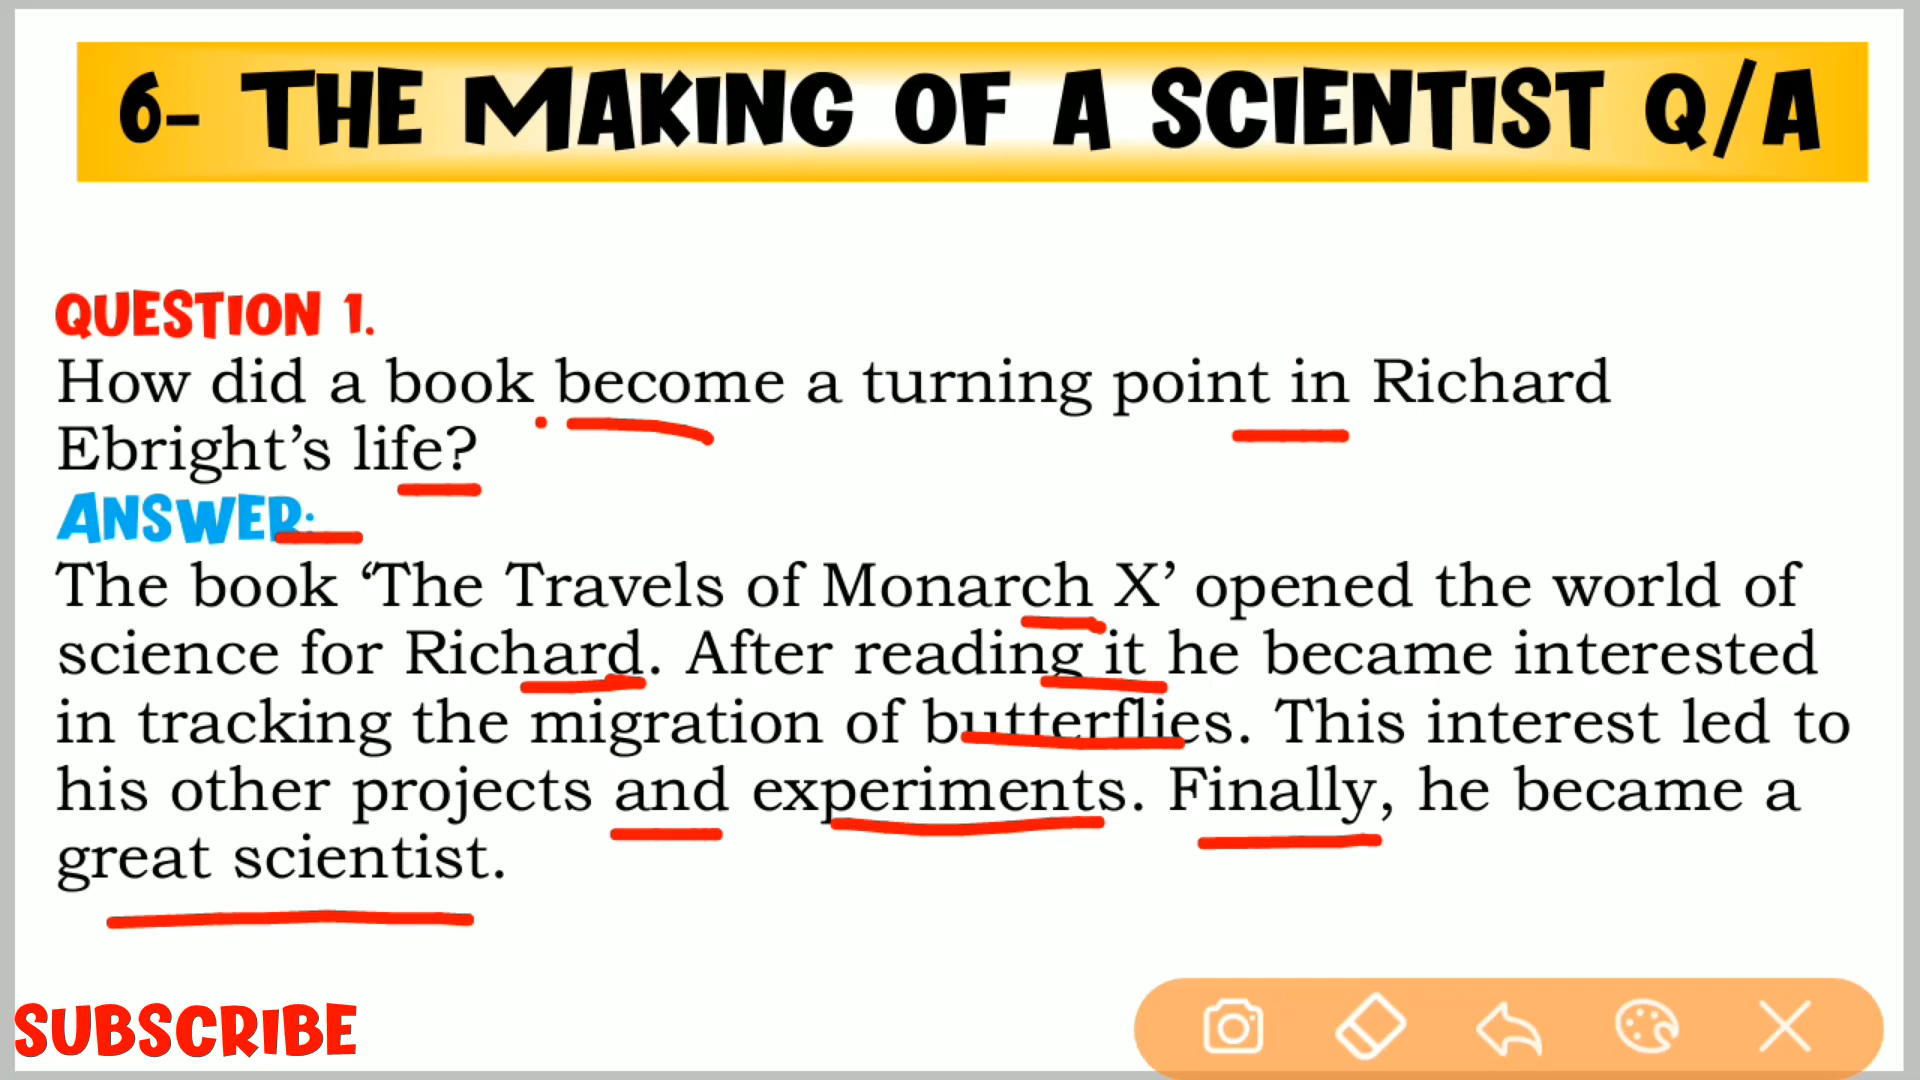 6- THE MAKING OF A SCIENTIST Q/A
QUESTION 1.
How did a book become a turning point in Richard
Ebright’s life?
ANSWER:
The book ‘The Travels of Monarch X’ opened the world of
science for Richard. After reading it he became interested
in tracking the migration of butterflies. This interest led to
his other projects and experiments. Finally, he became a
great scientist.
SUBSCRIBE